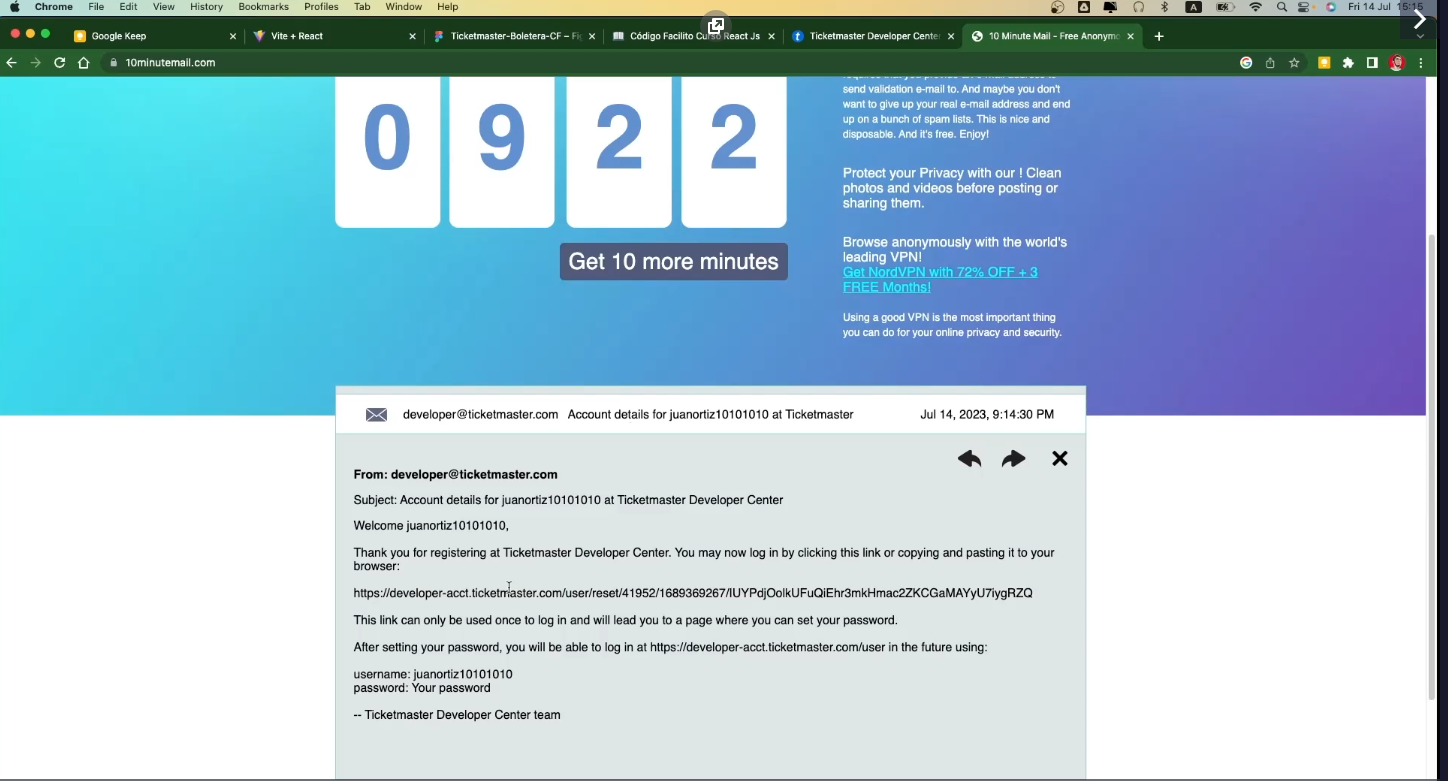 Chrome File Edit View History Bookmarks Profiles Tab Window Help Fri 14 Jul 15:15
Google Keep Vite + React Ticketmaster-Boletera-CF – Fig Código Facilito Curso React Js Ticketmaster Developer Center 10 Minute Mail - Free Anonymo
10minutemail.com
0 9 2 2
Get 10 more minutes
send validation e-mail to. And maybe you don't
want to give up your real e-mail address and end
up on a bunch of spam lists. This is nice and
disposable. And it's free. Enjoy!
Protect your Privacy with our ! Clean
photos and videos before posting or
sharing them.
Browse anonymously with the world's
leading VPN!
Get NordVPN with 72% OFF + 3
FREE Months!
Using a good VPN is the most important thing
you can do for your online privacy and security.
developer@ticketmaster.com Account details for juanortiz10101010 at Ticketmaster Jul 14, 2023, 9:14:30 PM
From: developer@ticketmaster.com
Subject: Account details for juanortiz10101010 at Ticketmaster Developer Center
Welcome juanortiz10101010,
Thank you for registering at Ticketmaster Developer Center. You may now log in by clicking this link or copying and pasting it to your
browser:
https://developer-acct.ticketmaster.com/user/reset/41952/1689369267/IUYPdjOolkUFuQiEhr3mkHmac2ZKCGaMAYyU7iygRZQ
This link can only be used once to log in and will lead you to a page where you can set your password.
After setting your password, you will be able to log in at https://developer-acct.ticketmaster.com/user in the future using:
username: juanortiz10101010
password: Your password
-- Ticketmaster Developer Center team